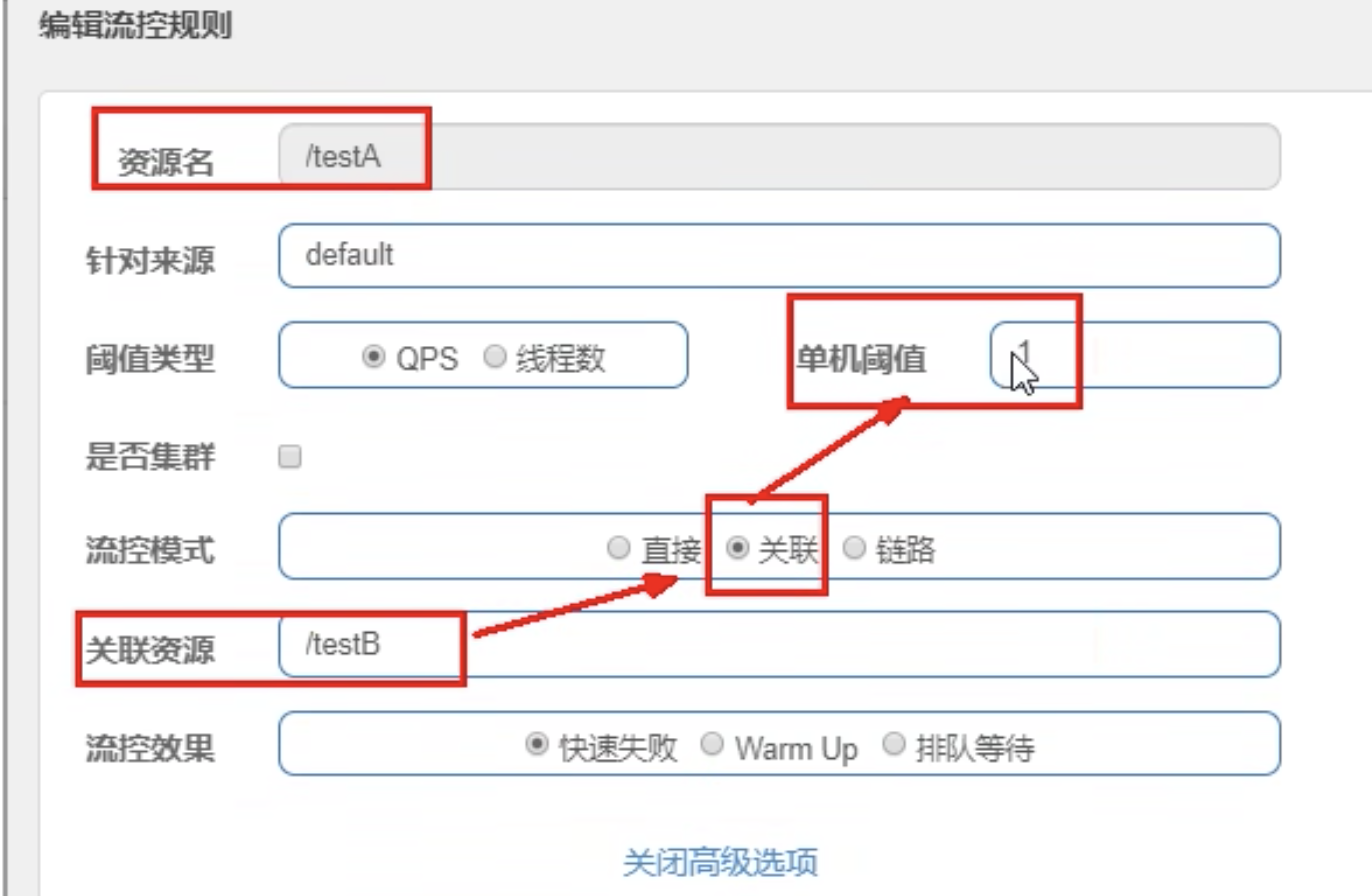 编辑流控规则
资源名 /testA
针对来源 default
阈值类型 QPS 线程数 单机阈值 1
是否集群
流控模式 直接 关联 链路
关联资源 /testB
流控效果 快速失败 Warm Up 排队等待
关闭高级选项